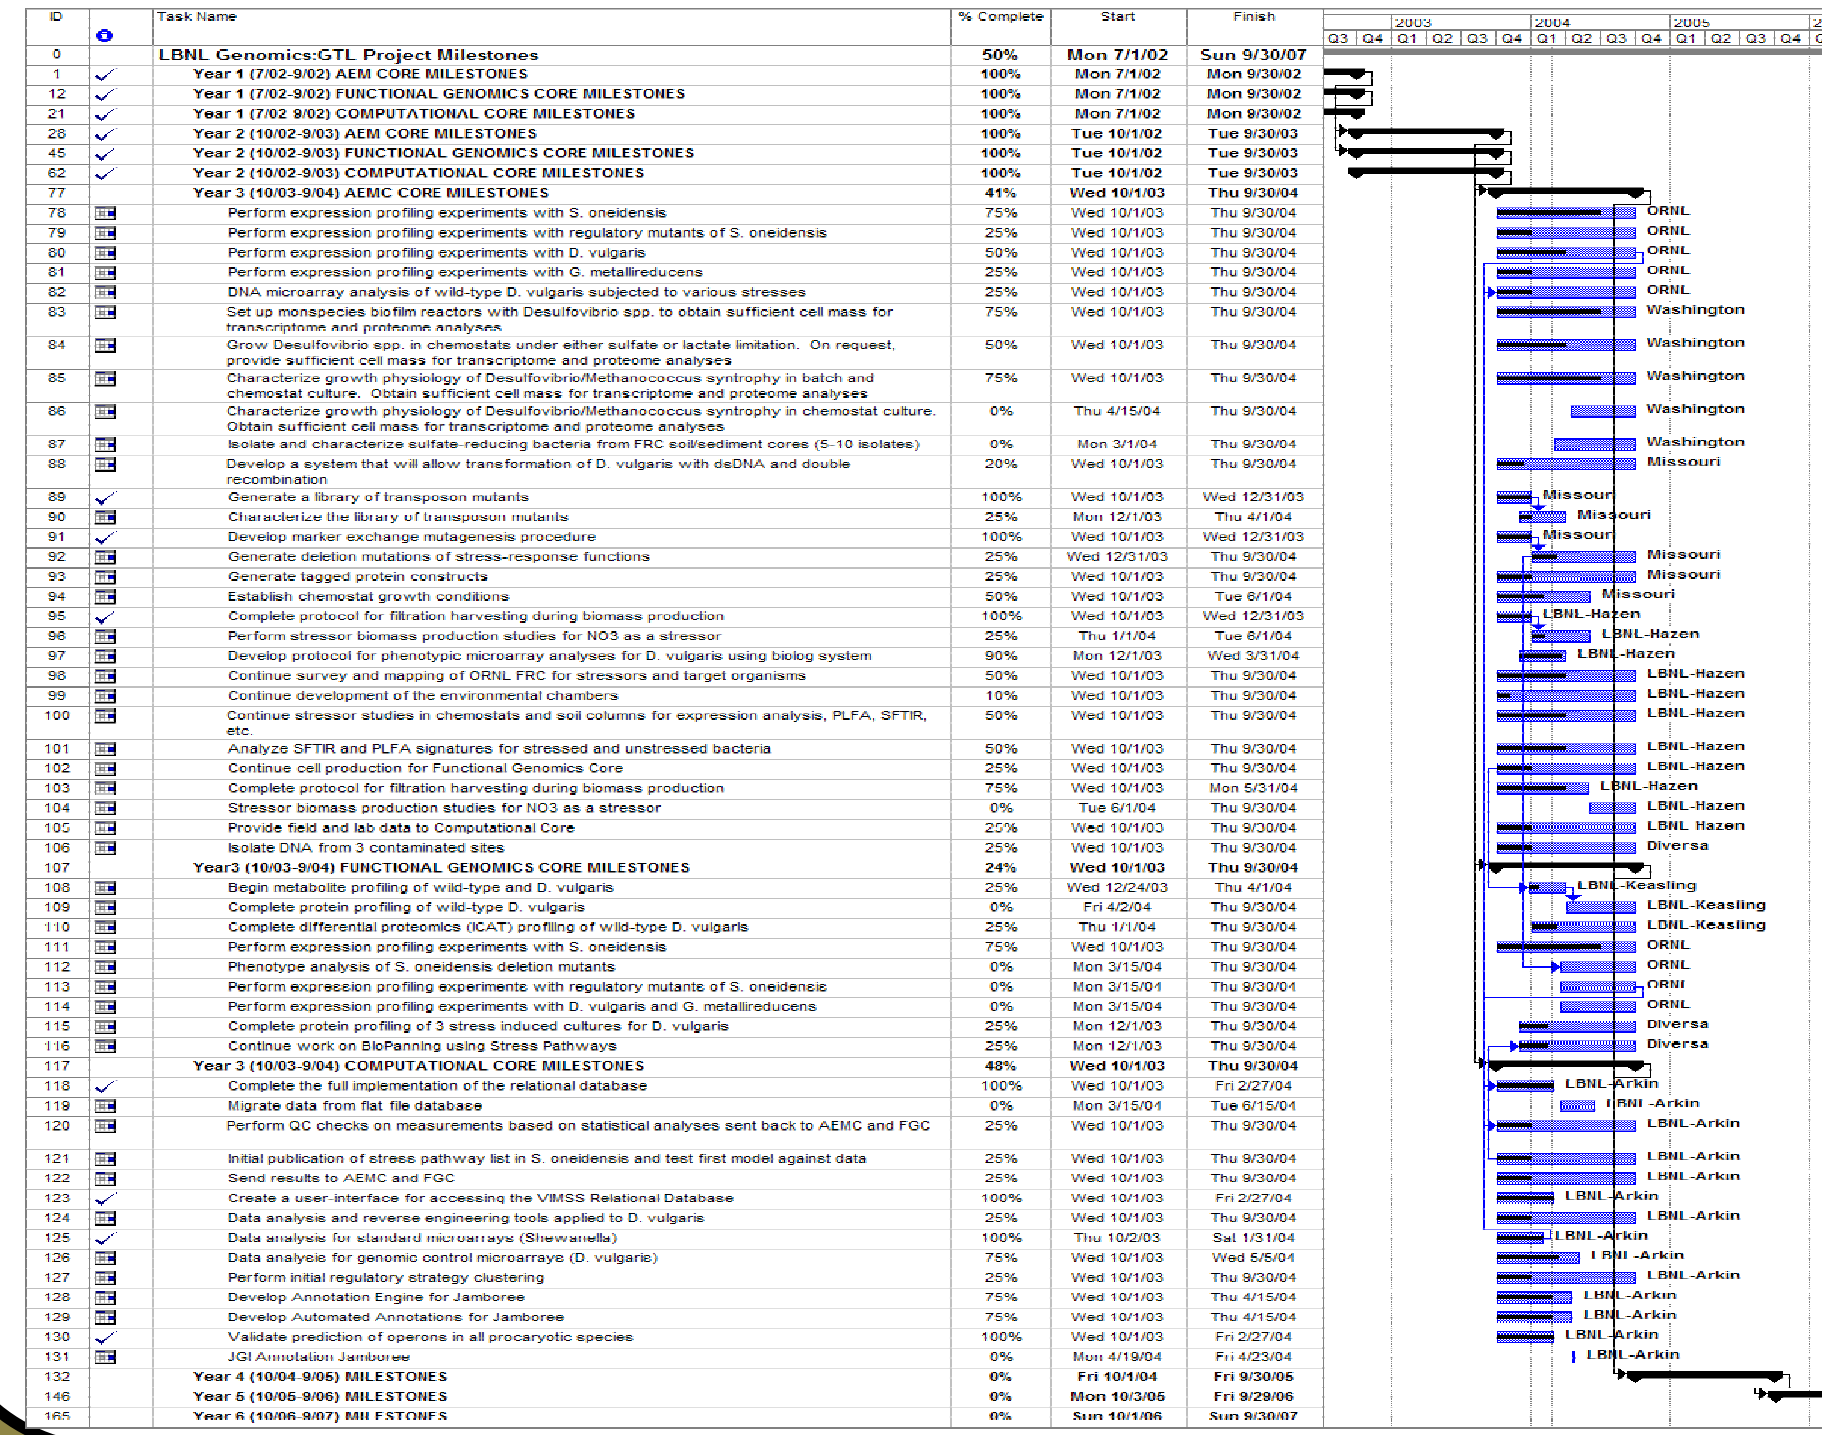 ID Task Name % Complete Start Finish 2003 2004 2005 2
Q3 Q4 Q1 Q2 Q3 Q4 Q1 Q2 Q3 Q4 Q1 Q2 Q3 Q4 Q
0 LBNL Genomics:GTL Project Milestones 50% Mon 7/1/02 Sun 9/30/07
1 Year 1 (7/02-9/02) AEM CORE MILESTONES 100% Mon 7/1/02 Mon 9/30/02
12 Year 1 (7/02-9/02) FUNCTIONAL GENOMICS CORE MILESTONES 100% Mon 7/1/02 Mon 9/30/02
21 Year 1 (7/02-9/02) COMPUTATIONAL CORE MILESTONES 100% Mon 7/1/02 Mon 9/30/02
28 Year 2 (10/02-9/03) AEM CORE MILESTONES 100% Tue 10/1/02 Tue 9/30/03
45 Year 2 (10/02-9/03) FUNCTIONAL GENOMICS CORE MILESTONES 100% Tue 10/1/02 Tue 9/30/03
62 Year 2 (10/02-9/03) COMPUTATIONAL CORE MILESTONES 100% Tue 10/1/02 Tue 9/30/03
77 Year 3 (10/03-9/04) AEMC CORE MILESTONES 41% Wed 10/1/03 Thu 9/30/04
78 Perform expression profiling experiments with S. oneidensis 75% Wed 10/1/03 Thu 9/30/04 ORNL
79 Perform expression profiling experiments with regulatory mutants of S. oneidensis 25% Wed 10/1/03 Thu 9/30/04 ORNL
80 Perform expression profiling experiments with D. vulgaris 50% Wed 10/1/03 Thu 9/30/04 ORNL
81 Perform expression profiling experiments with G. metallireducens 25% Wed 10/1/03 Thu 9/30/04 ORNL
82 DNA microarray analysis of wild-type D. vulgaris subjected to various stresses 25% Wed 10/1/03 Thu 9/30/04 ORNL
83 Set up monspecies biofilm reactors with Desulfovibrio spp. to obtain sufficient cell mass for 75% Wed 10/1/03 Thu 9/30/04 Washington
transcriptome and proteome analyses
84 Grow Desulfovibrio spp. in chemostats under either sulfate or lactate limitation. On request, 50% Wed 10/1/03 Thu 9/30/04 Washington
provide sufficient cell mass for transcriptome and proteome analyses
85 Characterize growth physiology of Desulfovibrio/Methanococcus syntrophy in batch and 75% Wed 10/1/03 Thu 9/30/04 Washington
chemostat culture. Obtain sufficient cell mass for transcriptome and proteome analyses
86 Characterize growth physiology of Desulfovibrio/Methanococcus syntrophy in chemostat culture. 0% Thu 4/15/04 Thu 9/30/04 Washington
Obtain sufficient cell mass for transcriptome and proteome analyses
87 Isolate and characterize sulfate-reducing bacteria from FRC soil/sediment cores (5-10 isolates) 0% Mon 3/1/04 Thu 9/30/04 Washington
88 Develop a system that will allow transformation of D. vulgaris with dsDNA and double 20% Wed 10/1/03 Thu 9/30/04 Missouri
recombination
89 Generate a library of transposon mutants 100% Wed 10/1/03 Wed 12/31/03 Missouri
90 Characterize the library of transposon mutants 25% Mon 12/1/03 Thu 4/1/04 Missouri
91 Develop marker exchange mutagenesis procedure 100% Wed 10/1/03 Wed 12/31/03 Missouri
92 Generate deletion mutations of stress-response functions 25% Wed 12/31/03 Thu 9/30/04 Missouri
93 Generate tagged protein constructs 25% Wed 10/1/03 Thu 9/30/04 Missouri
94 Establish chemostat growth conditions 50% Wed 10/1/03 Tue 6/1/04 Missouri
95 Complete protocol for filtration harvesting during biomass production 100% Wed 10/1/03 Wed 12/31/03 LBNL-Hazen
96 Perform stressor biomass production studies for NO3 as a stressor 25% Thu 1/1/04 Tue 6/1/04 LBNL-Hazen
97 Develop protocol for phenotypic microarray analyses for D. vulgaris using biolog system 90% Mon 12/1/03 Wed 3/31/04 LBNL-Hazen
98 Continue survey and mapping of ORNL FRC for stressors and target organisms 50% Wed 10/1/03 Thu 9/30/04 LBNL-Hazen
99 Continue development of the environmental chambers 10% Wed 10/1/03 Thu 9/30/04 LBNL-Hazen
100 Continue stressor studies in chemostats and soil columns for expression analysis, PLFA, SFTIR, 50% Wed 10/1/03 Thu 9/30/04 LBNL-Hazen
etc.
101 Analyze SFTIR and PLFA signatures for stressed and unstressed bacteria 50% Wed 10/1/03 Thu 9/30/04 LBNL-Hazen
102 Continue cell production for Functional Genomics Core 25% Wed 10/1/03 Thu 9/30/04 LBNL-Hazen
103 Complete protocol for filtration harvesting during biomass production 75% Wed 10/1/03 Mon 5/31/04 LBNL-Hazen
104 Stressor biomass production studies for NO3 as a stressor 0% Tue 6/1/04 Thu 9/30/04 LBNL-Hazen
105 Provide field and lab data to Computational Core 25% Wed 10/1/03 Thu 9/30/04 LBNL-Hazen
106 Isolate DNA from 3 contaminated sites 25% Wed 10/1/03 Thu 9/30/04 Diversa
107 Year3 (10/03-9/04) FUNCTIONAL GENOMICS CORE MILESTONES 24% Wed 10/1/03 Thu 9/30/04
108 Begin metabolite profiling of wild-type and D. vulgaris 25% Wed 12/24/03 Thu 4/1/04 LBNL-Keasling
109 Complete protein profiling of wild-type D. vulgaris 0% Fri 4/2/04 Thu 9/30/04 LBNL-Keasling
110 Complete differential proteomics (ICAT) profiling of wild-type D. vulgaris 25% Thu 1/1/04 Thu 9/30/04 LBNL-Keasling
111 Perform expression profiling experiments with S. oneidensis 75% Wed 10/1/03 Thu 9/30/04 ORNL
112 Phenotype analysis of S. oneidensis deletion mutants 0% Mon 3/15/04 Thu 9/30/04 ORNL
113 Perform expression profiling experiments with regulatory mutants of S. oneidensis 0% Mon 3/15/04 Thu 9/30/04 ORNL
114 Perform expression profiling experiments with D. vulgaris and G. metallireducens 0% Mon 3/15/04 Thu 9/30/04 ORNL
115 Complete protein profiling of 3 stress induced cultures for D. vulgaris 25% Mon 12/1/03 Thu 9/30/04 Diversa
116 Continue work on BioPanning using Stress Pathways 25% Mon 12/1/03 Thu 9/30/04 Diversa
117 Year 3 (10/03-9/04) COMPUTATIONAL CORE MILESTONES 48% Wed 10/1/03 Thu 9/30/04
118 Complete the full implementation of the relational database 100% Wed 10/1/03 Fri 2/27/04 LBNL-Arkin
119 Migrate data from flat file database 0% Mon 3/15/04 Tue 6/15/04 LBNL-Arkin
120 Perform QC checks on measurements based on statistical analyses sent back to AEMC and FGC 25% Wed 10/1/03 Thu 9/30/04 LBNL-Arkin
121 Initial publication of stress pathway list in S. oneidensis and test first model against data 25% Wed 10/1/03 Thu 9/30/04 LBNL-Arkin
122 Send results to AEMC and FGC 25% Wed 10/1/03 Thu 9/30/04 LBNL-Arkin
123 Create a user-interface for accessing the VIMSS Relational Database 100% Wed 10/1/03 Fri 2/27/04 LBNL-Arkin
124 Data analysis and reverse engineering tools applied to D. vulgaris 25% Wed 10/1/03 Thu 9/30/04 LBNL-Arkin
125 Data analysis for standard microarrays (Shewanella) 100% Thu 10/2/03 Sat 1/31/04 LBNL-Arkin
126 Data analysis for genomic control microarrays (D. vulgaris) 75% Wed 10/1/03 Wed 5/5/04 LBNL-Arkin
127 Perform initial regulatory strategy clustering 25% Wed 10/1/03 Thu 9/30/04 LBNL-Arkin
128 Develop Annotation Engine for Jamboree 75% Wed 10/1/03 Thu 4/15/04 LBNL-Arkin
129 Develop Automated Annotations for Jamboree 75% Wed 10/1/03 Thu 4/15/04 LBNL-Arkin
130 Validate prediction of operons in all procaryotic species 100% Wed 10/1/03 Fri 2/27/04 LBNL-Arkin
131 JGI Annotation Jamboree 0% Mon 4/19/04 Fri 4/23/04 LBNL-Arkin
132 Year 4 (10/04-9/05) MILESTONES 0% Fri 10/1/04 Fri 9/30/05
146 Year 5 (10/05-9/06) MILESTONES 0% Mon 10/3/05 Fri 9/29/06
165 Year 6 (10/06-9/07) MILESTONES 0% Sun 10/1/06 Sun 9/30/07